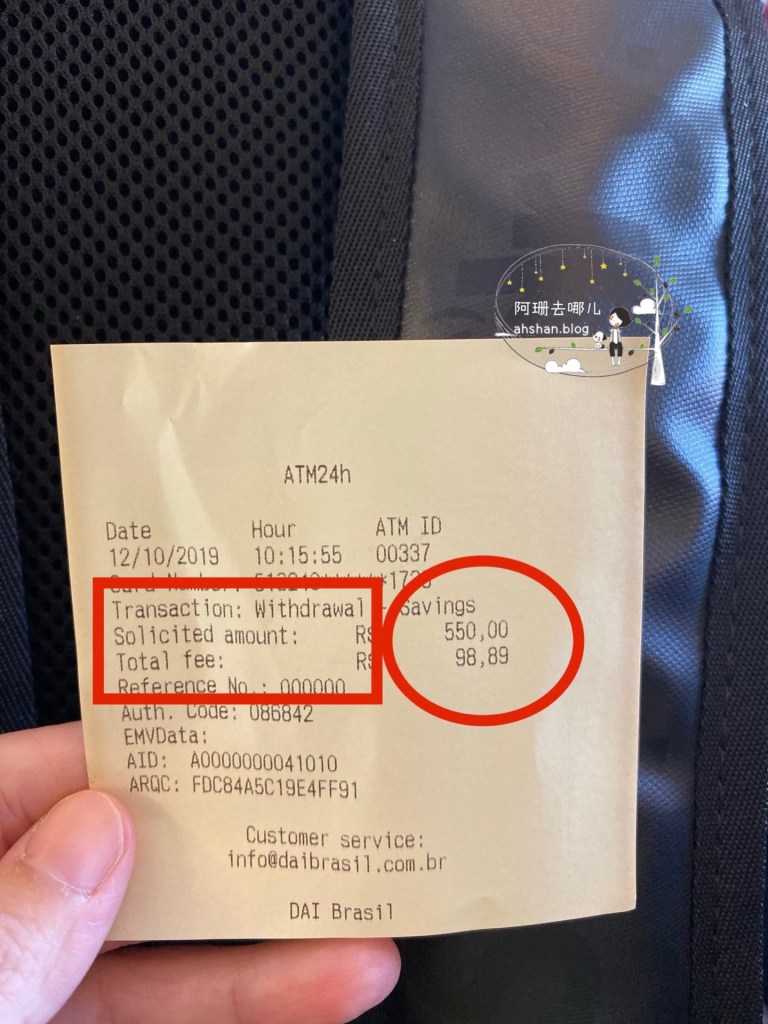 阿珊去哪儿
ahshan.blog
ATM24h
Date Hour ATM ID
12/10/2019 10:15:55 00337
Card Number:
Transaction: Withdrawal - Savings
Solicited amount: R$ 550,00
Total fee: R$ 98,89
Reference No.: 000000
Auth. Code: 086842
EMVData:
AID: A0000000041010
ARQC: FDC84A5C19E4FF91
Customer service:
info@daibrasil.com.br
DAI Brasil